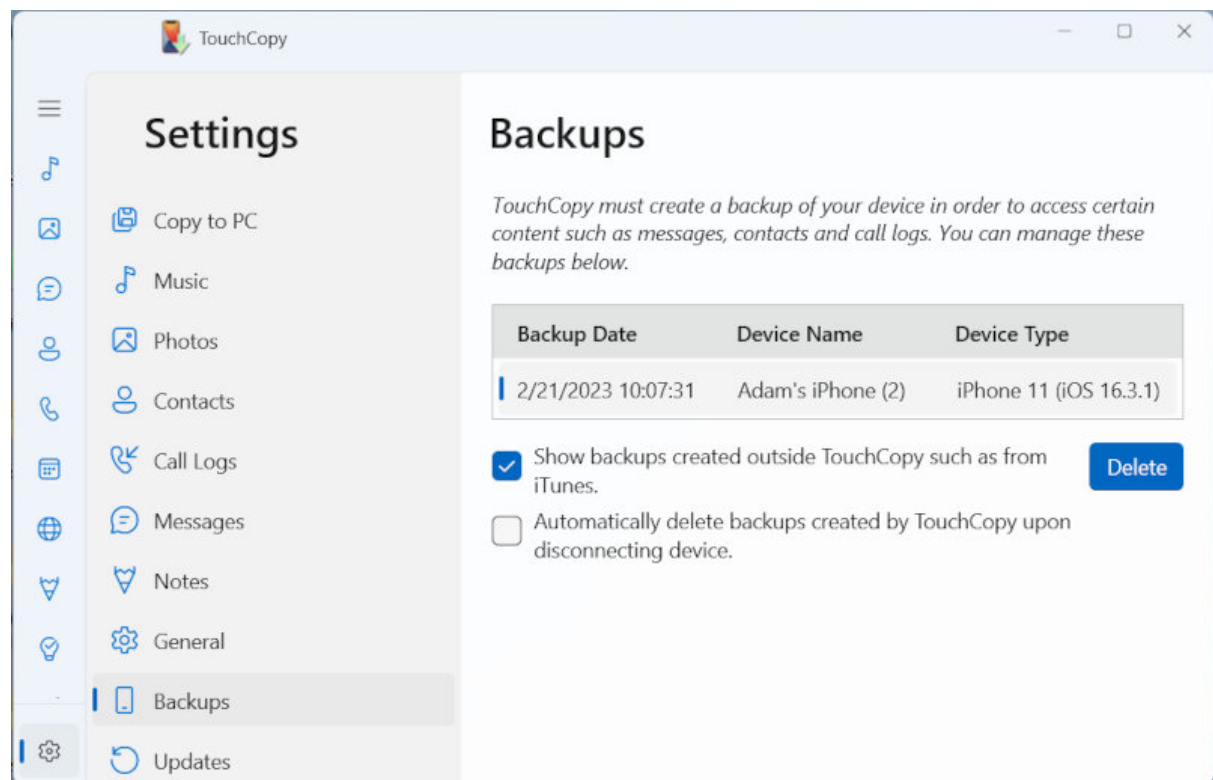 TouchCopy
Settings
Copy to PC
Music
Photos
Contacts
Call Logs
Messages
Notes
General
Backups
Updates
Backups
TouchCopy must create a backup of your device in order to access certain
content such as messages, contacts and call logs. You can manage these
backups below.
Backup Date Device Name Device Type
2/21/2023 10:07:31 Adam's iPhone (2) iPhone 11 (iOS 16.3.1)
Show backups created outside TouchCopy such as from
iTunes.
Delete
Automatically delete backups created by TouchCopy upon
disconnecting device.